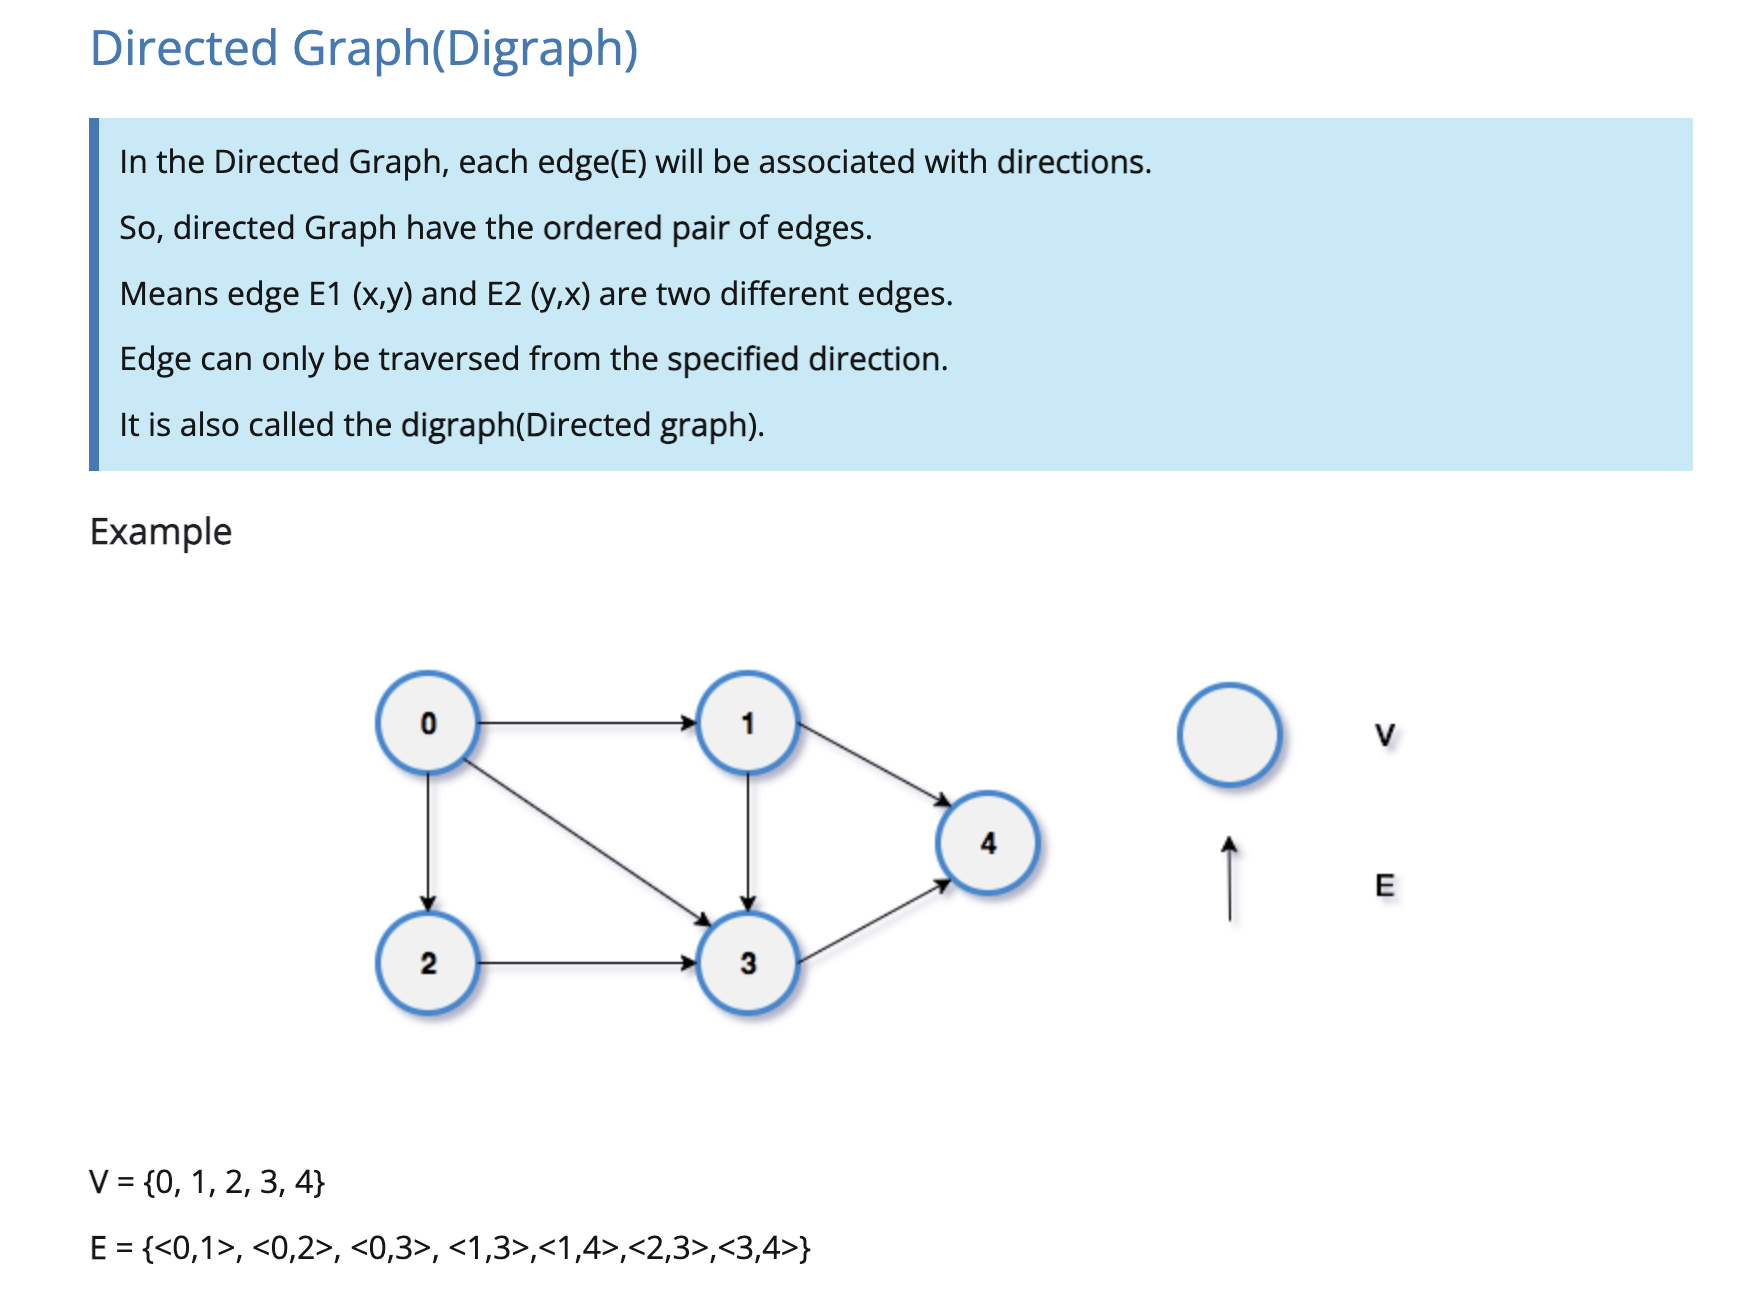 Directed Graph(Digraph)
In the Directed Graph, each edge(E) will be associated with directions.
So, directed Graph have the ordered pair of edges.
Means edge E1 (x,y) and E2 (y,x) are two different edges.
Edge can only be traversed from the specified direction.
It is also called the digraph(Directed graph).
Example
0
1
V
4
E
2
3
V = {0, 1, 2, 3, 4}
E = {<0,1>, <0,2>, <0,3>, <1,3>,<1,4>,<2,3>,<3,4>}